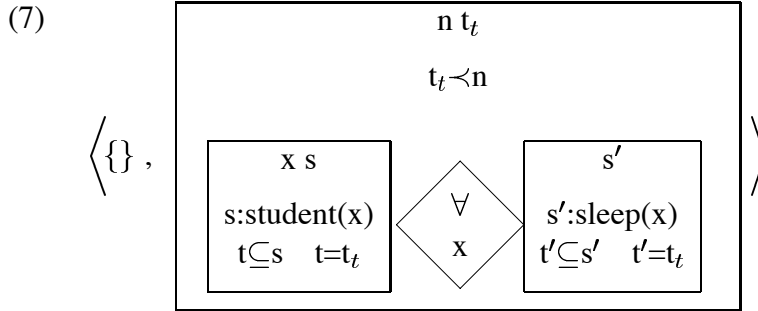 (7)
n t_t
t_t≺n
⟨{} ,
⟩
x s
s:student(x)
t⊆s t=t_t
∀
x
s′
s′:sleep(x)
t′⊆s′ t′=t_t